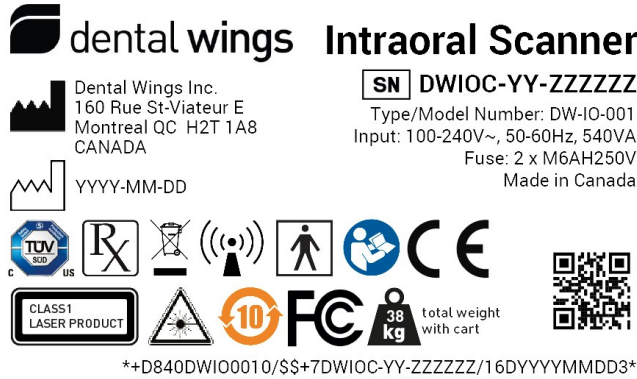 dental wings
Intraoral Scanner
SN DWIOC-YY-ZZZZZZ
Dental Wings Inc.
160 Rue St-Viateur E
Montreal QC H2T 1A8
CANADA
Type/Model Number: DW-IO-001
Input: 100-240V~, 50-60Hz, 540VA
Fuse: 2 x M6AH250V
Made in Canada
YYYY-MM-DD
TÜV
SÜD
C US
Rx
CE
CLASS1
LASER PRODUCT
10
FC
38
kg
total weight
with cart
*+D840DWIO0010/$$+7DWIOC-YY-ZZZZZZ/16DYYYYMMDD3*